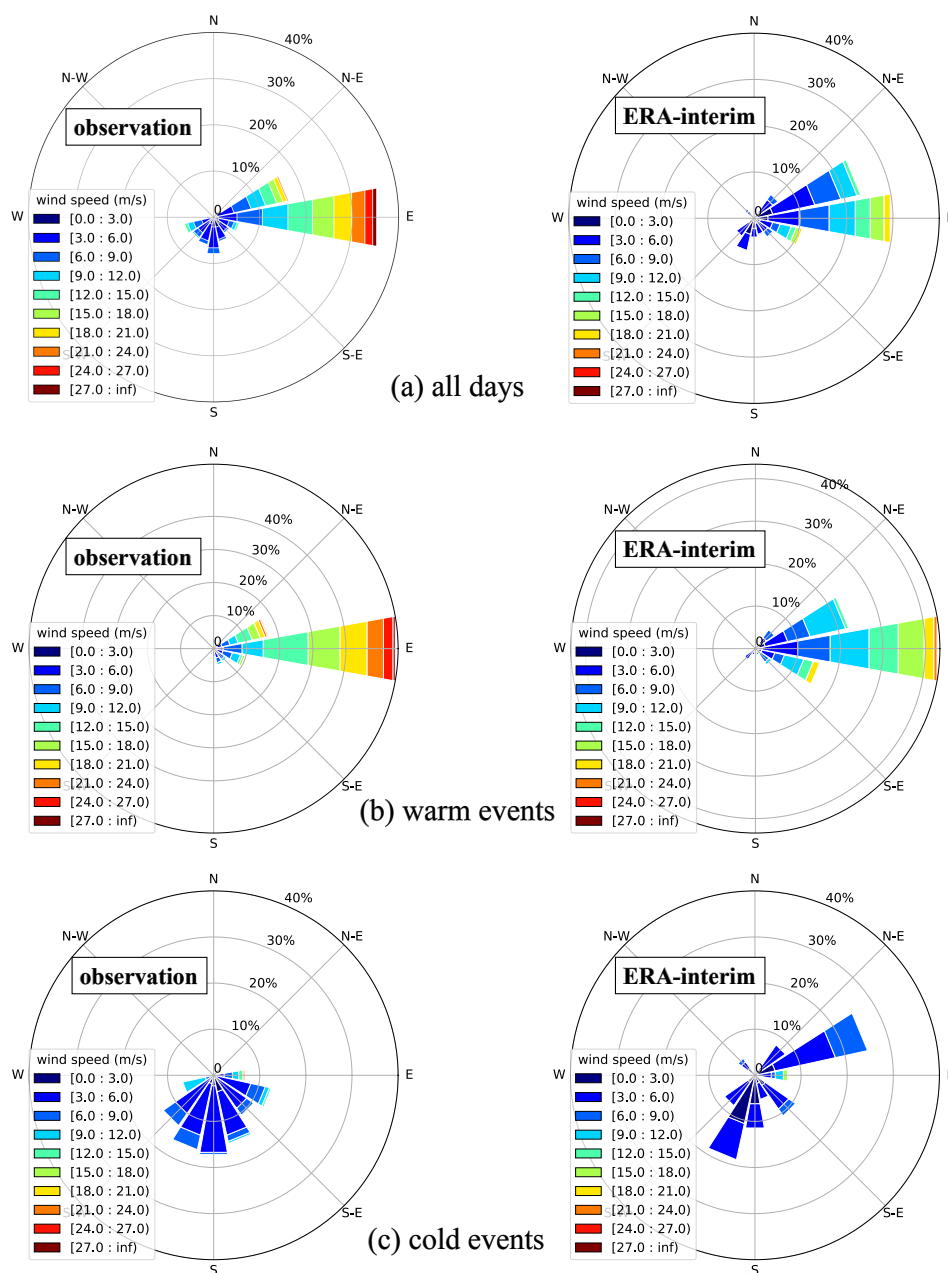 N
40%
N-W
N-E
30%
observation
20%
10%
0
wind speed (m/s)
W
E
[0.0 : 3.0)
[3.0 : 6.0)
[6.0 : 9.0)
[9.0 : 12.0)
[12.0 : 15.0)
[15.0 : 18.0)
[18.0 : 21.0)
[21.0 : 24.0)
[24.0 : 27.0)
[27.0 : inf)
S-E
S
N
40%
N-W
N-E
30%
ERA-interim
20%
10%
0
wind speed (m/s)
W
[0.0 : 3.0)
[3.0 : 6.0)
[6.0 : 9.0)
[9.0 : 12.0)
[12.0 : 15.0)
[15.0 : 18.0)
[18.0 : 21.0)
[21.0 : 24.0)
[24.0 : 27.0)
[27.0 : inf)
S-E
S
(a) all days
N
N-W
N-E
40%
observation
30%
20%
10%
0
wind speed (m/s)
W
E
[0.0 : 3.0)
[3.0 : 6.0)
[6.0 : 9.0)
[9.0 : 12.0)
[12.0 : 15.0)
[15.0 : 18.0)
[18.0 : 21.0)
[21.0 : 24.0)
[24.0 : 27.0)
[27.0 : inf)
S-E
S
N
40%
N-W
N-E
30%
ERA-interim
20%
10%
0
wind speed (m/s)
W
[0.0 : 3.0)
[3.0 : 6.0)
[6.0 : 9.0)
[9.0 : 12.0)
[12.0 : 15.0)
[15.0 : 18.0)
[18.0 : 21.0)
[21.0 : 24.0)
[24.0 : 27.0)
[27.0 : inf)
S-E
S
(b) warm events
N
40%
N-W
N-E
30%
observation
20%
10%
0
wind speed (m/s)
W
E
[0.0 : 3.0)
[3.0 : 6.0)
[6.0 : 9.0)
[9.0 : 12.0)
[12.0 : 15.0)
[15.0 : 18.0)
[18.0 : 21.0)
[21.0 : 24.0)
[24.0 : 27.0)
[27.0 : inf)
S-E
S
N
40%
N-W
N-E
30%
ERA-interim
20%
10%
0
wind speed (m/s)
W
[0.0 : 3.0)
[3.0 : 6.0)
[6.0 : 9.0)
[9.0 : 12.0)
[12.0 : 15.0)
[15.0 : 18.0)
[18.0 : 21.0)
[21.0 : 24.0)
[24.0 : 27.0)
[27.0 : inf)
S-E
S
(c) cold events